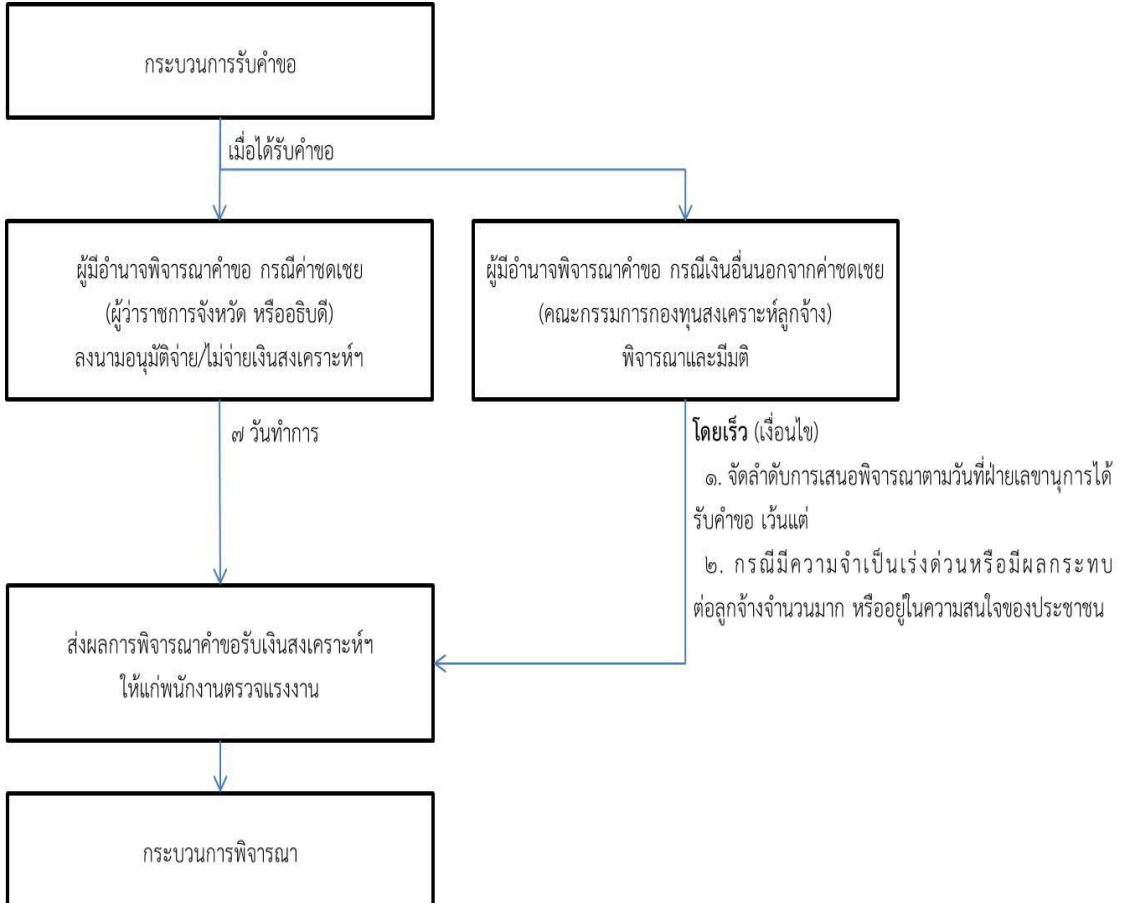 กระบวนการรับคำขอ
เมื่อได้รับคำขอ
ผู้มีอำนาจพิจารณาคำขอ กรณีค่าชดเชย
(ผู้ว่าราชการจังหวัด หรืออธิบดี)
ลงนามอนุมัติจ่าย/ไม่จ่ายเงินสงเคราะห์ฯ
ผู้มีอำนาจพิจารณาคำขอ กรณีเงินอื่นนอกจากค่าชดเชย
(คณะกรรมการกองทุนสงเคราะห์ลูกจ้าง)
พิจารณาและมีมติ
๗ วันทำการ
โดยเร็ว (เงื่อนไข)
๑. จัดลำดับการเสนอพิจารณาตามวันที่ฝ่ายเลขานุการได้
รับคำขอ เว้นแต่
๒. กรณีมีความจำเป็นเร่งด่วนหรือมีผลกระทบ
ต่อลูกจ้างจำนวนมาก หรืออยู่ในความสนใจของประชาชน
ส่งผลการพิจารณาคำขอรับเงินสงเคราะห์ฯ
ให้แก่พนักงานตรวจแรงงาน
กระบวนการพิจารณา